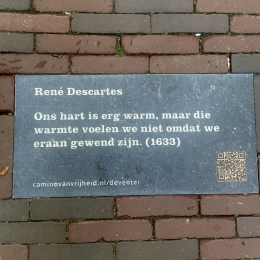 René Descartes
Ons hart is erg warm, maar die
warmte voelen we niet omdat we
eraan gewend zijn. (1633)
caminovanvrijheid.nl/deventer